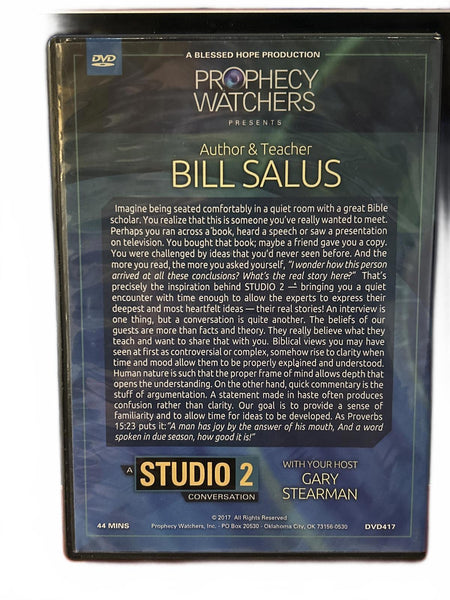 DVD
A BLESSED HOPE PRODUCTION
PROPHECY
WATCHERS
PRESENTS
Author & Teacher
BILL SALUS
Imagine being seated comfortably in a quiet room with a great Bible
scholar. You realize that this is someone you've really wanted to meet.
Perhaps you ran across a book, heard a speech or saw a presentation
on television. You bought that book; maybe a friend gave you a copy.
You were challenged by ideas that you'd never seen before. And the
more you read, the more you asked yourself, "I wonder how this person
arrived at all these conclusions? What's the real story here?" That's
precisely the inspiration behind STUDIO 2 — bringing you a quiet
encounter with time enough to allow the experts to express their
deepest and most heartfelt ideas — their real stories! An interview is
one thing, but a conversation is quite another. The beliefs of our
guests are more than facts and theory. They really believe what they
teach and want to share that with you. Biblical views you may have
seen at first as controversial or complex, somehow rise to clarity when
time and mood allow them to be properly explained and understood.
Human nature is such that the proper frame of mind allows depth that
opens the understanding. On the other hand, quick commentary is the
stuff of argumentation. A statement made in haste often produces
confusion rather than clarity. Our goal is to provide a sense of
familiarity and to allow time for ideas to be developed. As Proverbs
15:23 puts it: "A man has joy by the answer of his mouth, And a word
spoken in due season, how good it is!"
A STUDIO 2
CONVERSATION
WITH YOUR HOST
GARY
STEARMAN
© 2017 All Rights Reserved
44 MINS
Prophecy Watchers, Inc. - PO Box 20530 - Oklahoma City, OK 73156-0530
DVD417